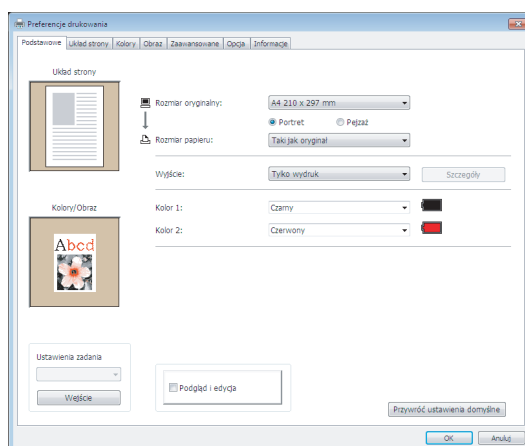 Preferencje drukowania
Podstawowe Układ strony Kolory Obraz Zaawansowane Opcja Informacje
Układ strony
Rozmiar oryginalny: A4 210 x 297 mm
Portret Pejzaż
Rozmiar papieru: Taki jak oryginał
Wyjście: Tylko wydruk Szczegóły
Kolory/Obraz
Kolor 1: Czarny
Kolor 2: Czerwony
Abcd
Ustawienia zadania
Wejście
Podgląd i edycja
Przywróć ustawienia domyślne
OK Anuluj